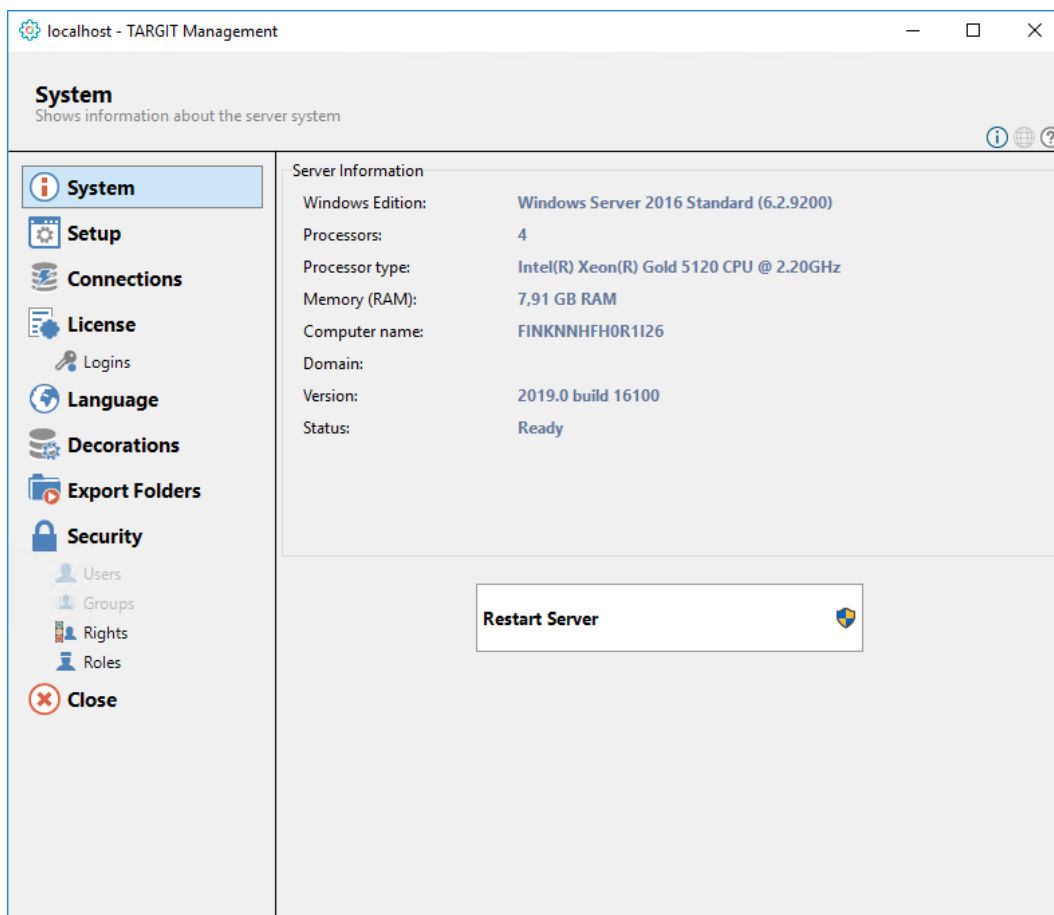 localhost - TARGIT Management
System
Shows information about the server system
System
Setup
Connections
License
Logins
Language
Decorations
Export Folders
Security
Users
Groups
Rights
Roles
Close
Server Information
Windows Edition: Windows Server 2016 Standard (6.2.9200)
Processors: 4
Processor type: Intel(R) Xeon(R) Gold 5120 CPU @ 2.20GHz
Memory (RAM): 7,91 GB RAM
Computer name: FINKNNHFH0R1I26
Domain:
Version: 2019.0 build 16100
Status: Ready
Restart Server